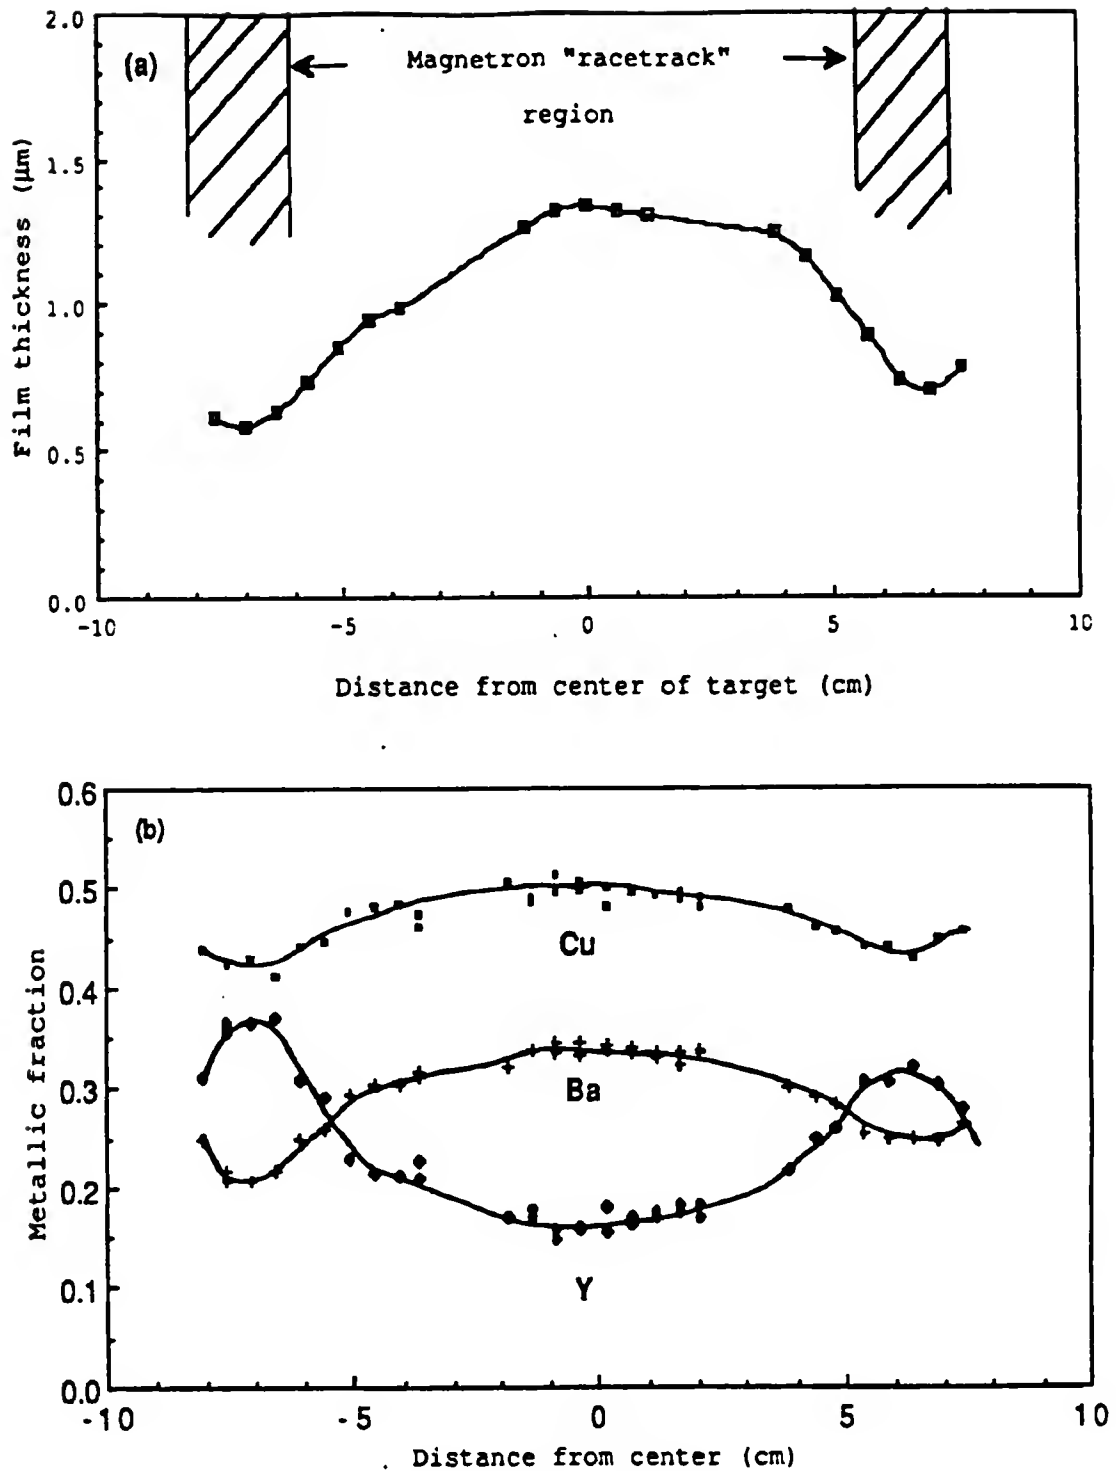 2.0
(a)
Magnetron "racetrack"
region
1.5
1.0
0.5
0.0
Film thickness (µm)
-10
-5
0
5
10
Distance from center of target (cm)
0.6
(b)
0.5
0.4
0.3
0.2
0.1
0.0
Metallic fraction
Cu
Ba
Y
-10
-5
0
5
10
Distance from center (cm)